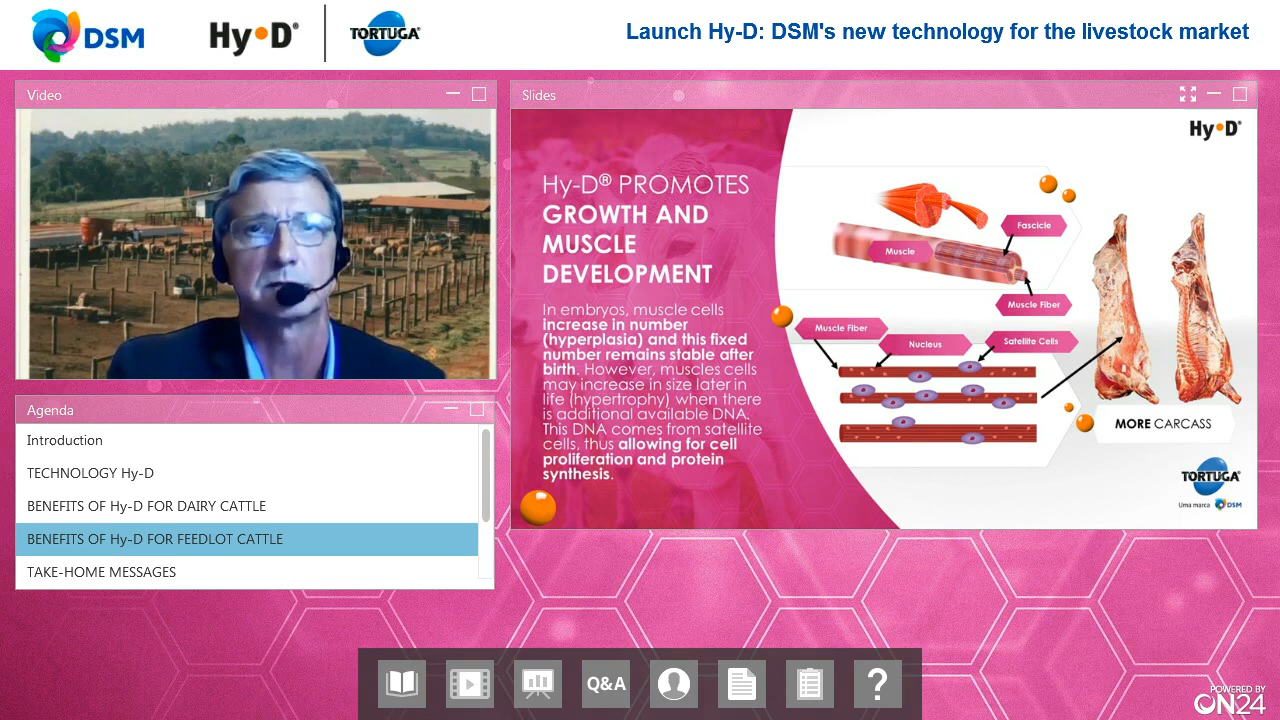 DSM
Hy•D®
TORTUGA®
Launch Hy-D: DSM's new technology for the livestock market
Video
Slides
Hy•D®
Hy-D® PROMOTES
GROWTH AND
MUSCLE
DEVELOPMENT
In embryos, muscle cells
increase in number
(hyperplasia) and this fixed
number remains stable after
birth. However, muscles cells
may increase in size later in
life (hypertrophy) when there
is additional available DNA.
This DNA comes from satellite
cells, thus allowing for cell
proliferation and protein
synthesis.
Fascicle
Muscle
Muscle Fiber
Muscle Fiber
Nucleus
Satellite Cells
MORE CARCASS
TORTUGA®
Uma marca DSM
Agenda
Introduction
TECHNOLOGY Hy-D
BENEFITS OF Hy-D FOR DAIRY CATTLE
BENEFITS OF Hy-D FOR FEEDLOT CATTLE
TAKE-HOME MESSAGES
Q&A
?
POWERED BY
ON24